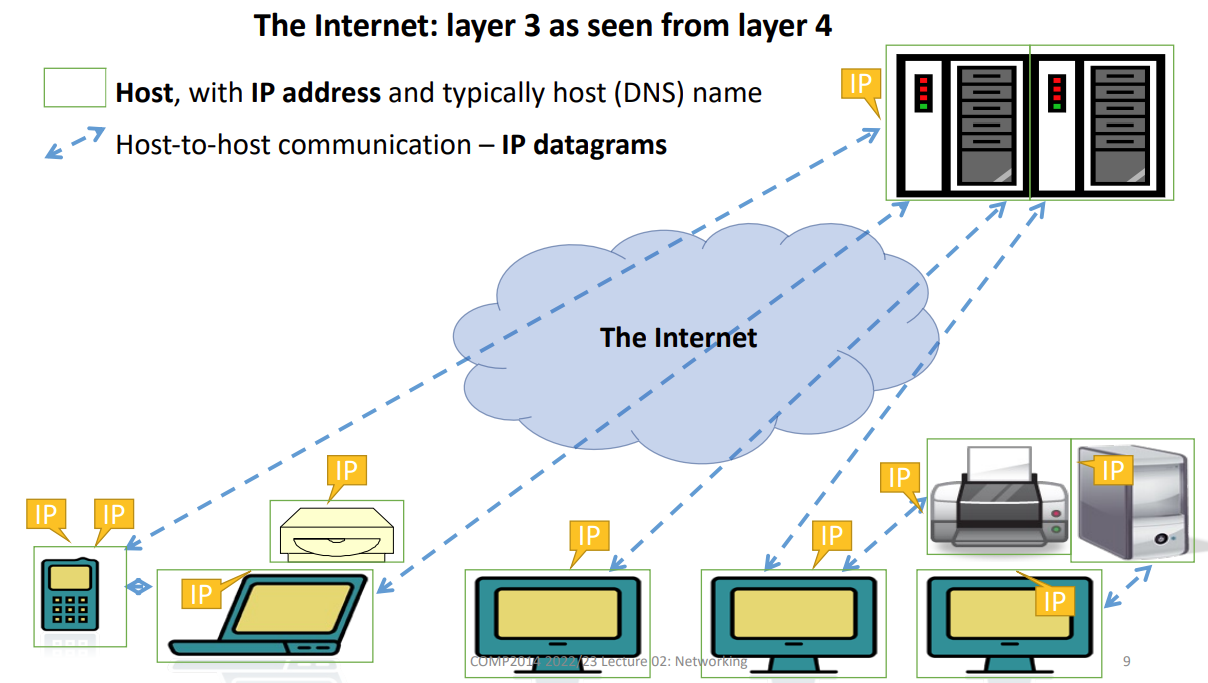 The Internet: layer 3 as seen from layer 4
Host, with IP address and typically host (DNS) name
Host-to-host communication – IP datagrams
IP
The Internet
IP
IP
IP
IP
IP
IP
IP
IP
IP
COMP2014 2022/23 Lecture 02: Networking
9